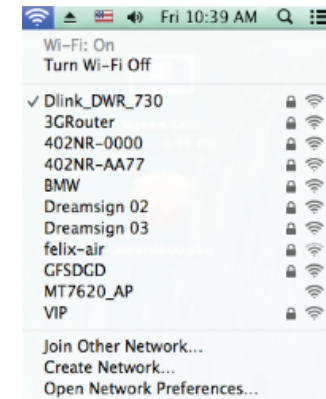 Fri 10:39 AM
Wi-Fi: On
Turn Wi-Fi Off
✓ Dlink_DWR_730
3GRouter
402NR-0000
402NR-AA77
BMW
Dreamsign 02
Dreamsign 03
felix-air
GFSDGD
MT7620_AP
VIP
Join Other Network...
Create Network...
Open Network Preferences...